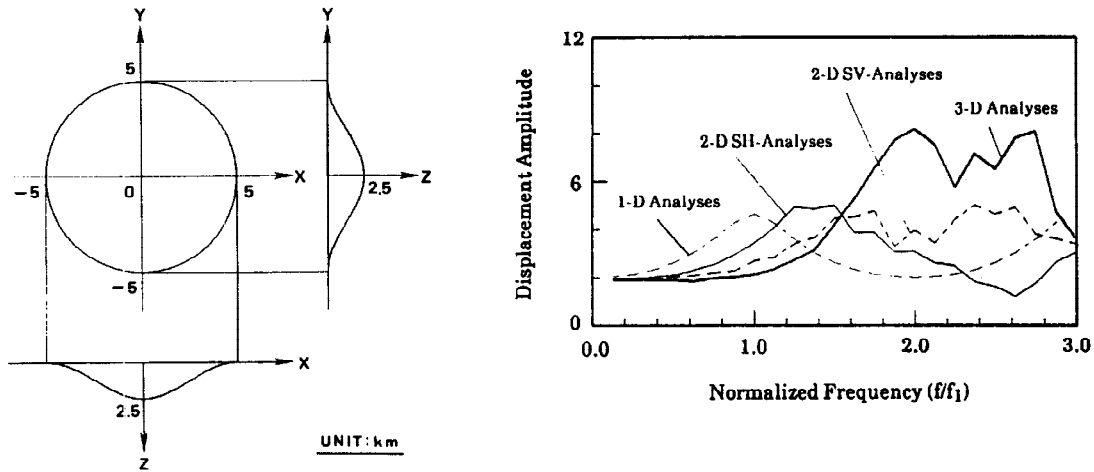 Y
5
-5
0
5
X
-5
Y
2.5
Z
X
2.5
Z
UNIT: km
Displacement Amplitude
12
6
0
2-D SV-Analyses
3-D Analyses
2-D SH-Analyses
1-D Analyses
0.0
1.0
2.0
3.0
Normalized Frequency (f/f1)